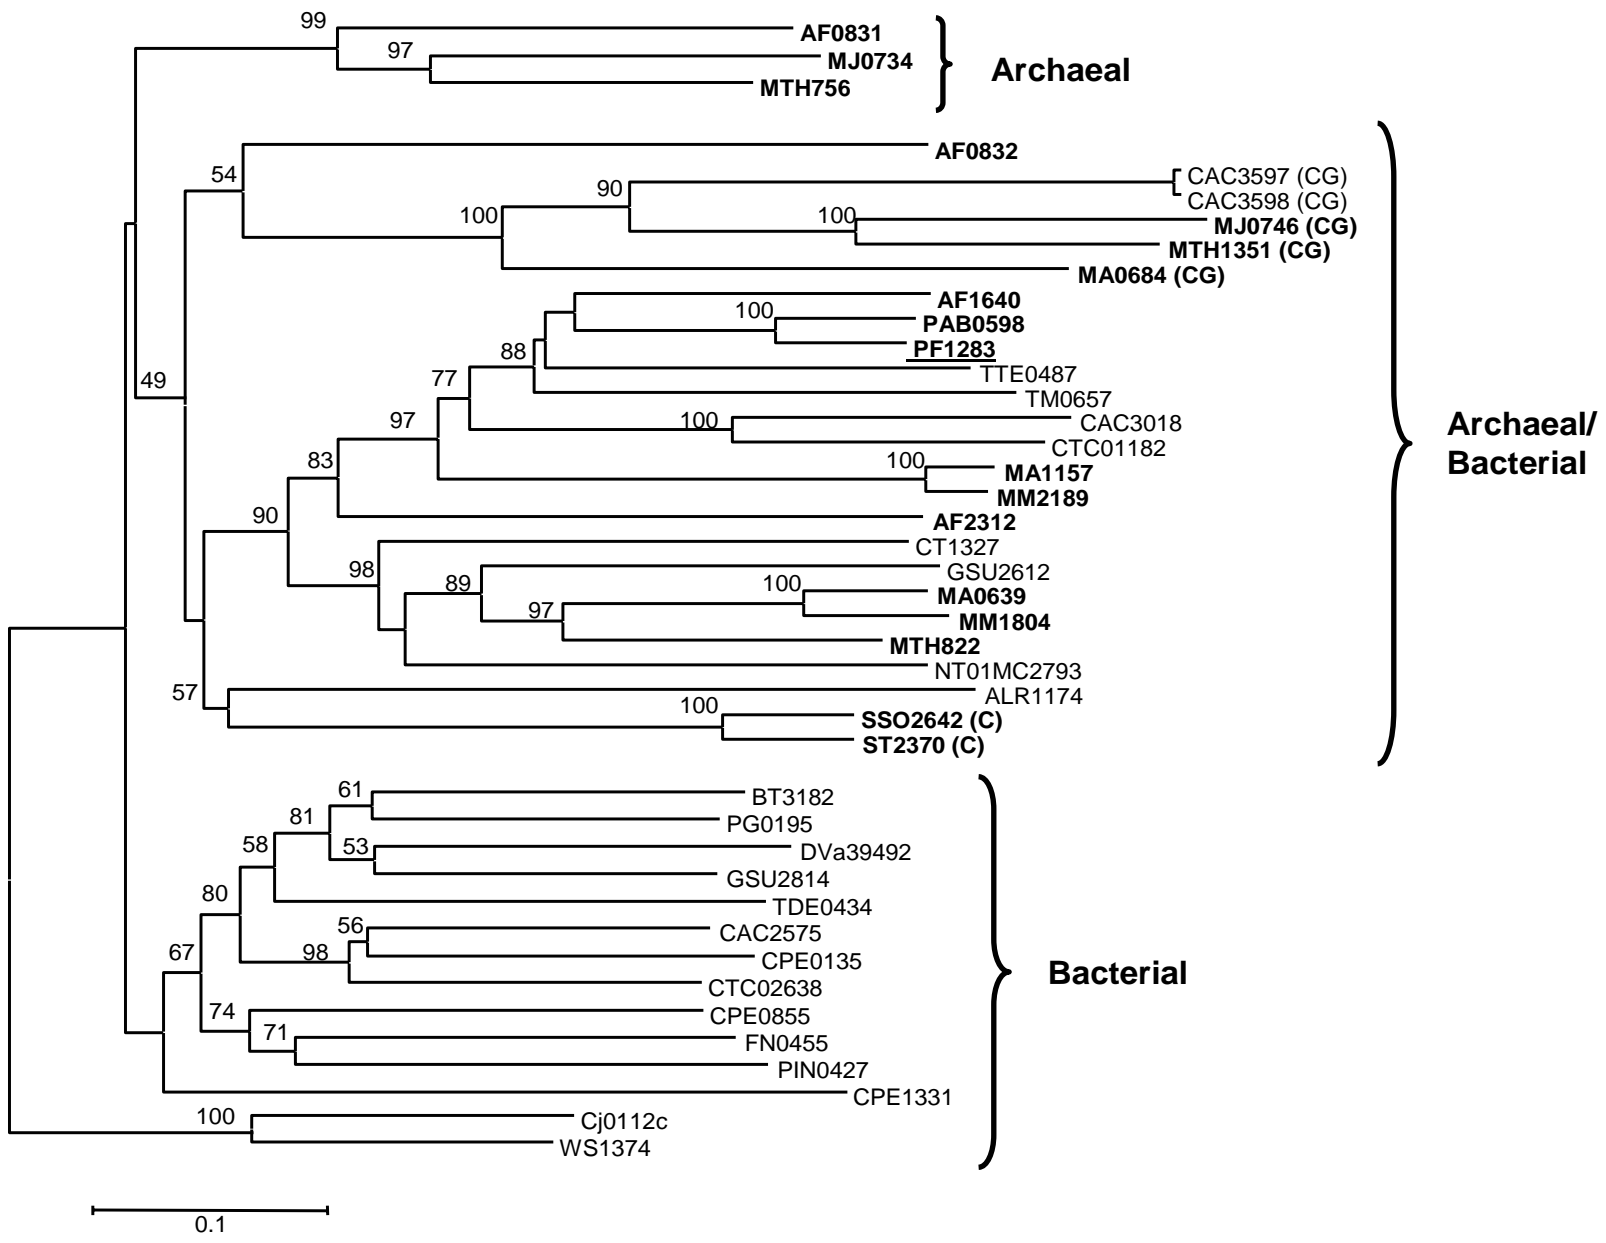 99
AF0831
97
MJ0734
MTH756
Archaeal
AF0832
54
CAC3597 (CG)
90
CAC3598 (CG)
100
100
MJ0746 (CG)
MTH1351 (CG)
MA0684 (CG)
AF1640
100
PAB0598
PF1283
88
TTE0487
77
49
TM0657
97
100
CAC3018
CTC01182
Archaeal/
Bacterial
83
100
MA1157
MM2189
90
AF2312
CT1327
98
GSU2612
89
100
MA0639
97
MM1804
MTH822
NT01MC2793
57
ALR1174
100
SSO2642 (C)
ST2370 (C)
61
BT3182
81
PG0195
58
53
DVa39492
GSU2814
80
TDE0434
56
CAC2575
67
98
CPE0135
Bacterial
CTC02638
74
CPE0855
71
FN0455
PIN0427
CPE1331
100
Cj0112c
WS1374
0.1